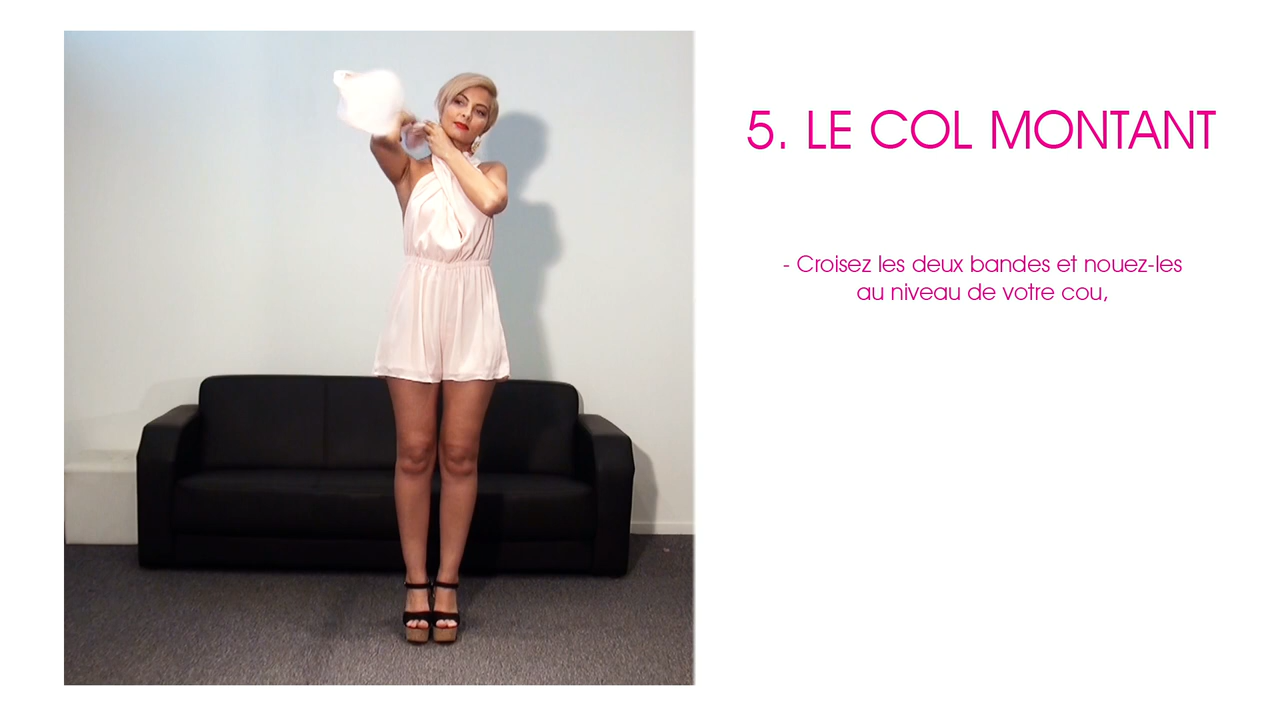 5. LE COL MONTANT
- Croisez les deux bandes et nouez-les
au niveau de votre cou,